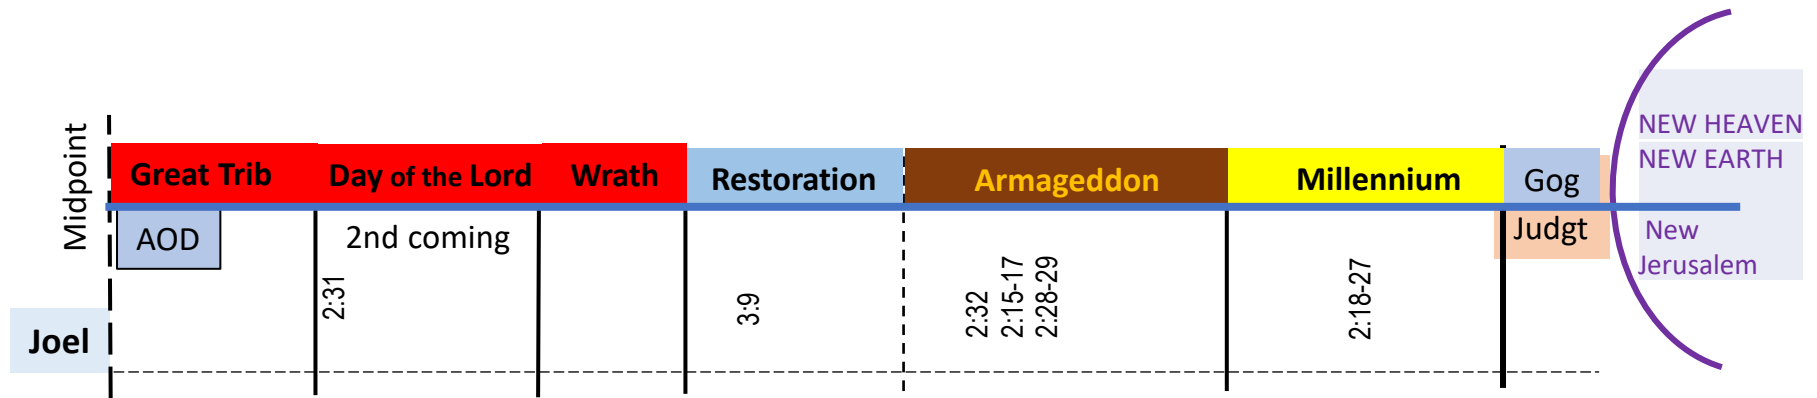 Midpoint
Great Trib
Day of the Lord
Wrath
Restoration
Armageddon
Millennium
Gog
NEW HEAVEN
NEW EARTH
AOD
2nd coming
Judgt
New
Jerusalem
Joel
2:31
3:9
2:32
2:15-17
2:28-29
2:18-27